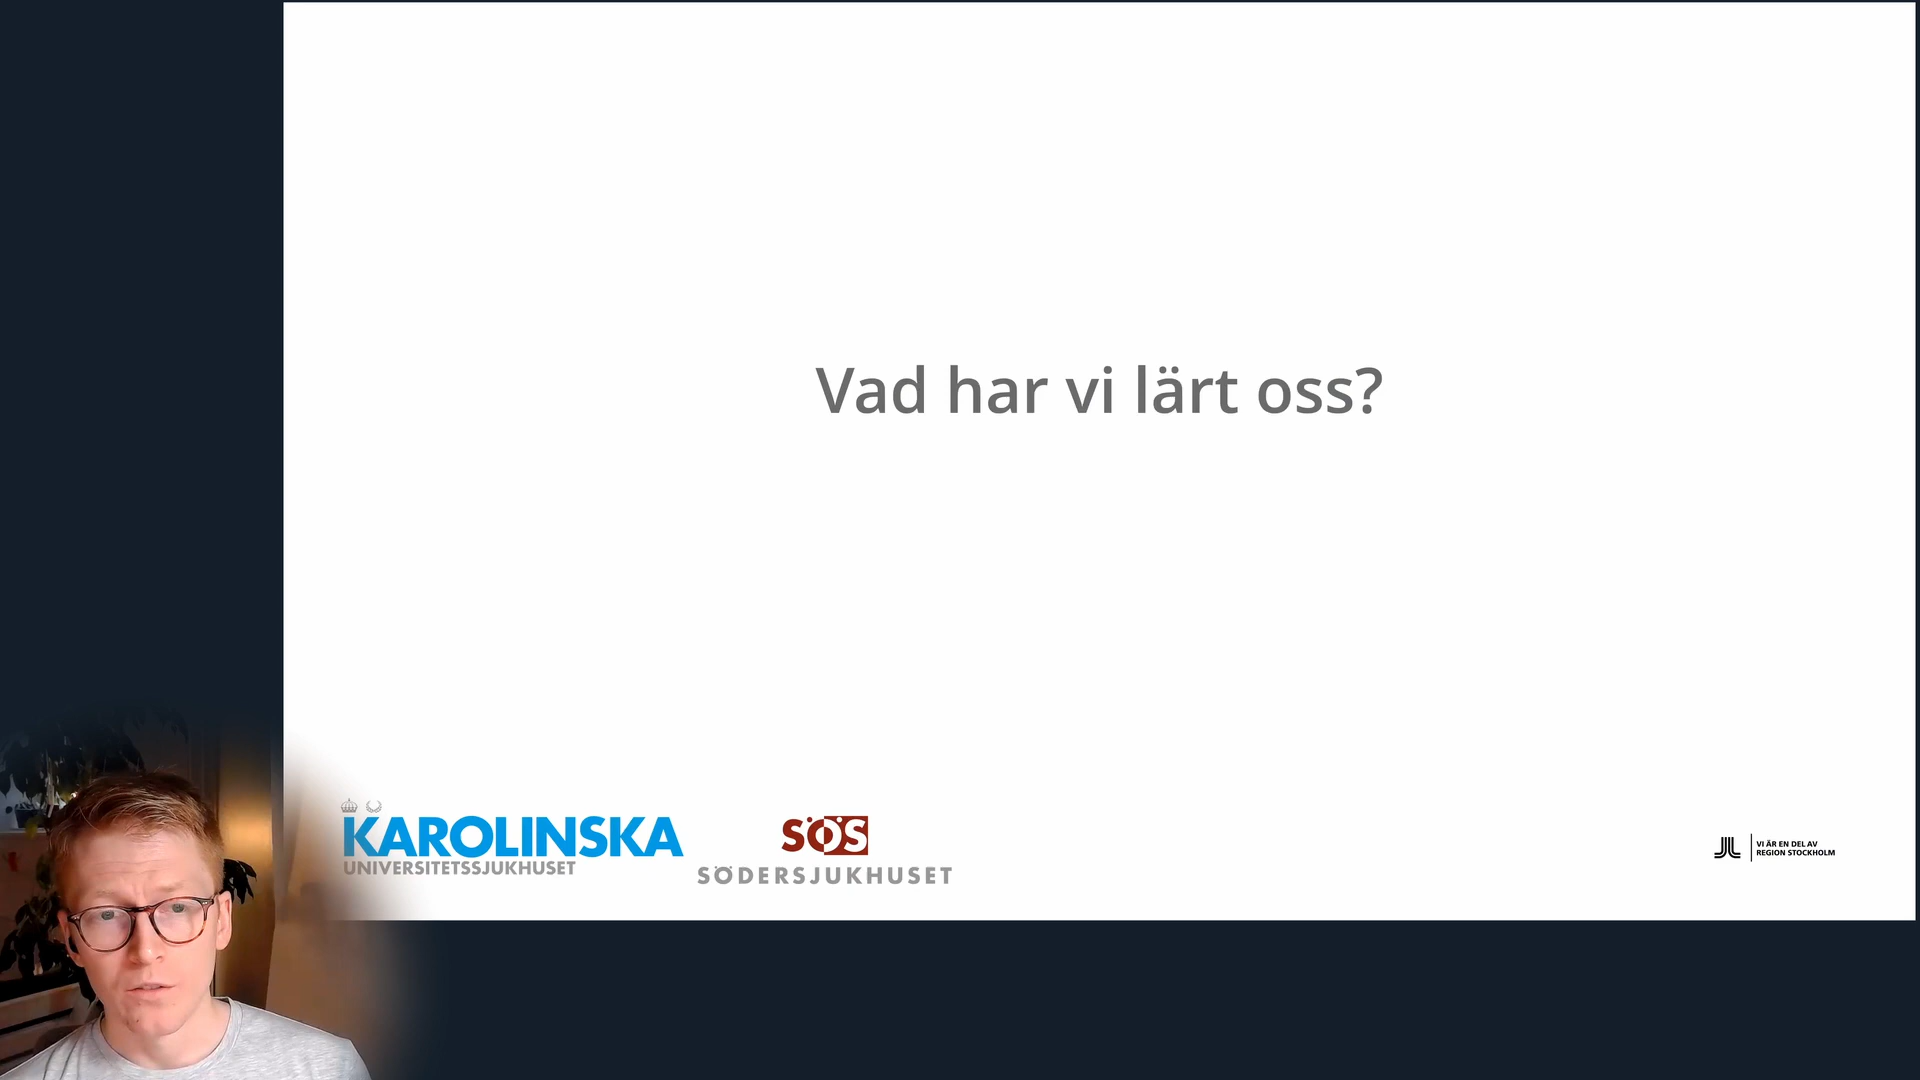 Vad har vi lärt oss?
KAROLINSKA
UNIVERSITETSSJUKHUSET
SÖS
SÖDERSJUKHUSET
VI ÄR EN DEL AV
REGION STOCKHOLM